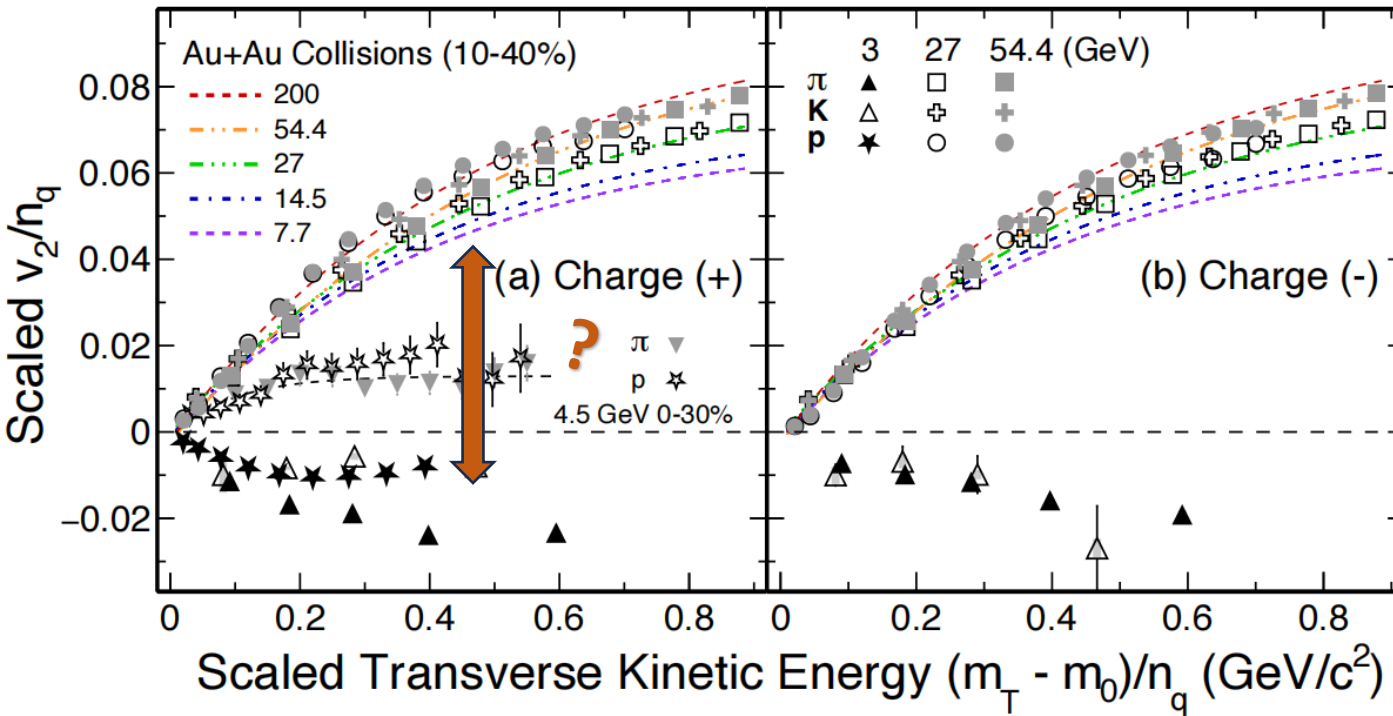 Scaled v₂/n_q
0.08
0.06
0.04
0.02
0
−0.02
Au+Au Collisions (10-40%)
200
54.4
27
14.5
7.7
(a) Charge (+)
?
π
p
4.5 GeV 0-30%
3 27 54.4 (GeV)
π
K
p
(b) Charge (-)
0 0.2 0.4 0.6 0.8 0 0.2 0.4 0.6 0.8
Scaled Transverse Kinetic Energy (m_T - m₀)/n_q (GeV/c²)